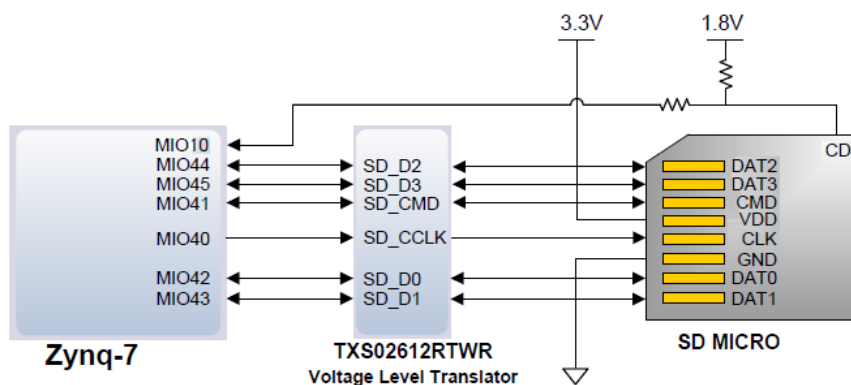 3.3V
1.8V
MIO10
MIO44
MIO45
MIO41
MIO40
MIO42
MIO43
Zynq-7
SD_D2
SD_D3
SD_CMD
SD_CCLK
SD_D0
SD_D1
TXS02612RTWR
Voltage Level Translator
CD
DAT2
DAT3
CMD
VDD
CLK
GND
DAT0
DAT1
SD MICRO